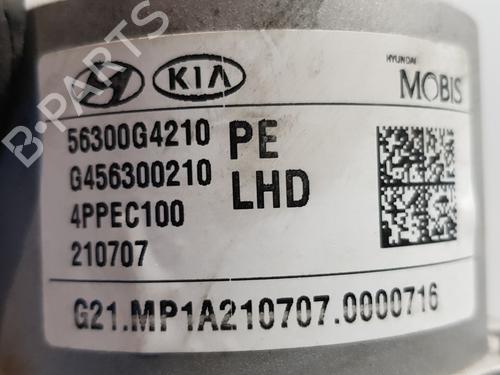 KIA
HYUNDAI
MOBIS
56300G4210 PE
G456300210 LHD
4PPEC100
210707
G21.MP1A210707.0000716
B-PARTS